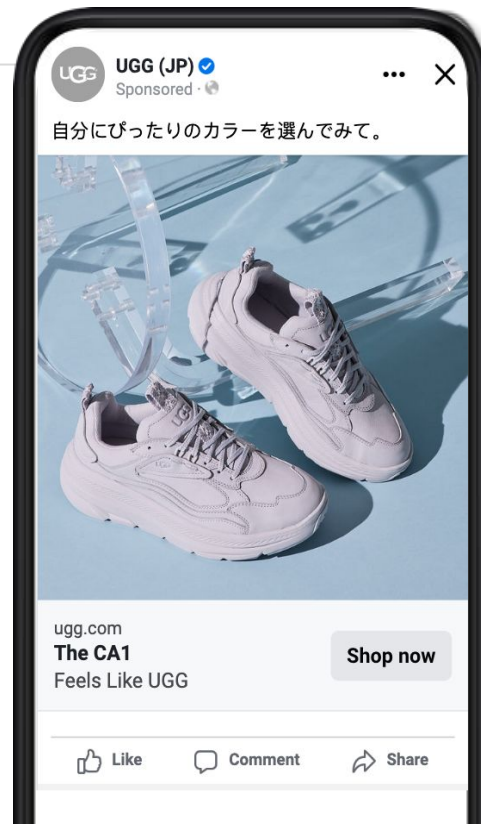 UGG
UGG (JP)
Sponsored ·
自分にぴったりのカラーを選んでみて。
ugg.com
The CA1
Feels Like UGG
Shop now
Like
Comment
Share